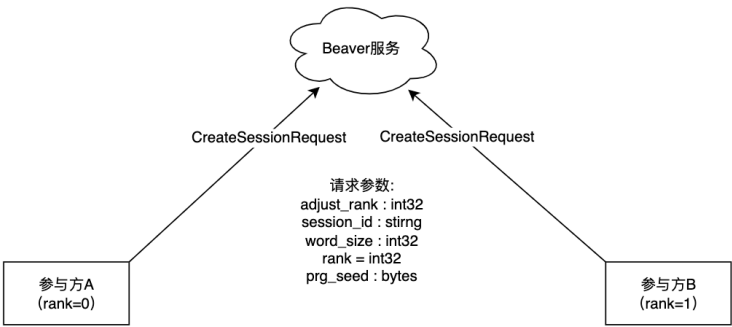 Beaver服务
CreateSessionRequest
CreateSessionRequest
请求参数:
adjust_rank : int32
session_id : stirng
word_size : int32
rank = int32
prg_seed : bytes
参与方A
（rank=0）
参与方B
（rank=1）